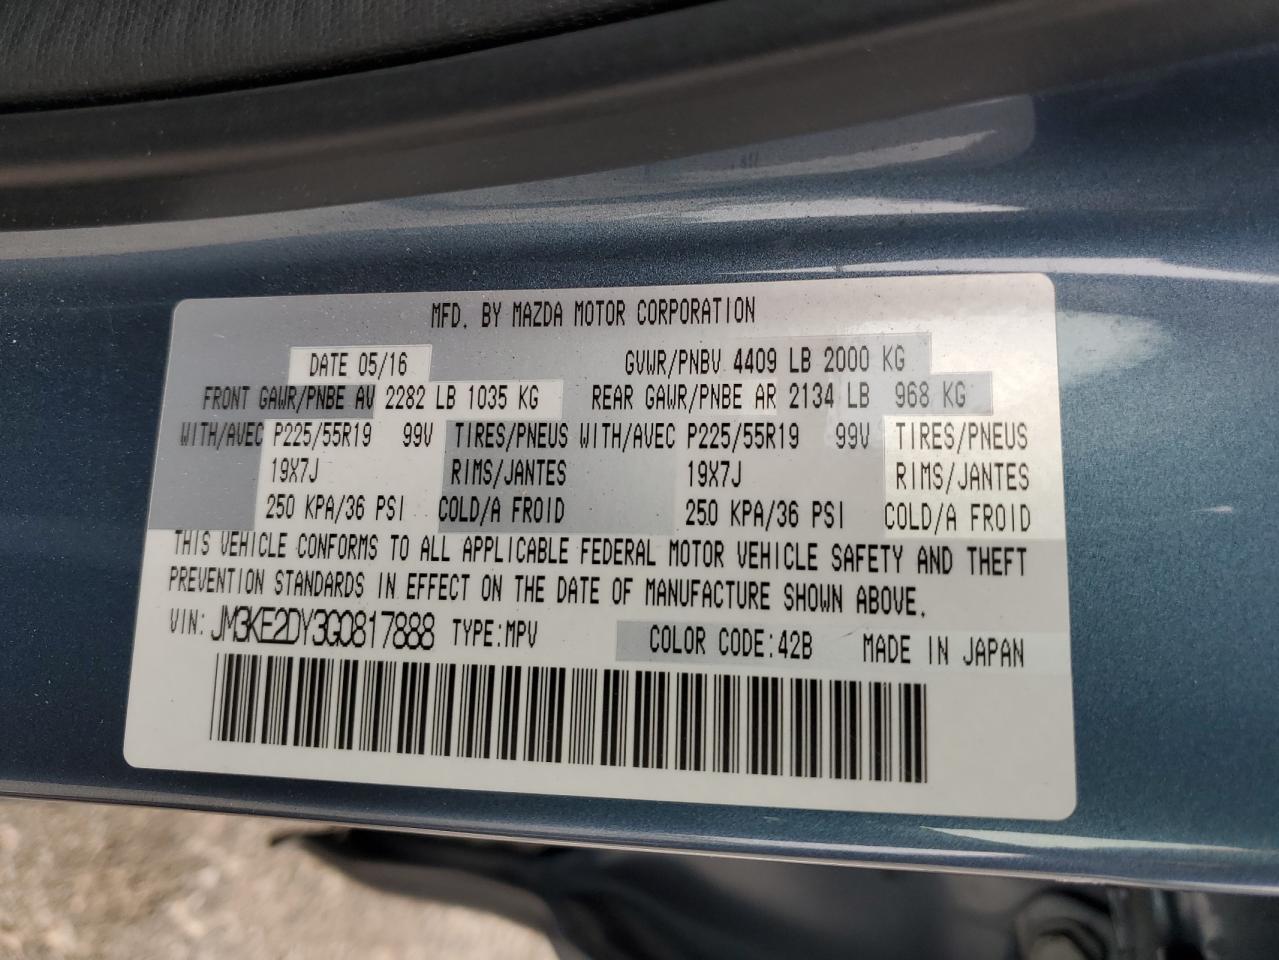 MFD. BY MAZDA MOTOR CORPORATION
DATE 05/16 GVWR/PNBV 4409 LB 2000 KG
FRONT GAWR/PNBE AV 2282 LB 1035 KG REAR GAWR/PNBE AR 2134 LB 968 KG
WITH/AVEC P225/55R19 99V TIRES/PNEUS WITH/AVEC P225/55R19 99V TIRES/PNEUS
19X7J RIMS/JANTES 19X7J RIMS/JANTES
250 KPA/36 PSI COLD/A FROID 250 KPA/36 PSI COLD/A FROID
THIS VEHICLE CONFORMS TO ALL APPLICABLE FEDERAL MOTOR VEHICLE SAFETY AND THEFT
PREVENTION STANDARDS IN EFFECT ON THE DATE OF MANUFACTURE SHOWN ABOVE.
VIN: JM3KE2DY3G0817888 TYPE:MPV COLOR CODE:42B MADE IN JAPAN